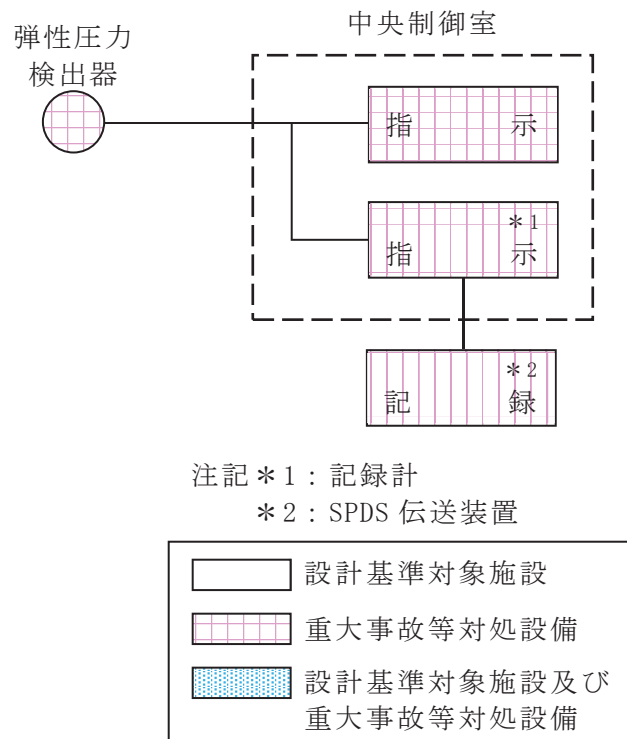 中央制御室
弾性圧力
検出器
指 示
＊1
指 示
＊2
記 録
注記＊1：記録計
＊2：SPDS 伝送装置
設計基準対象施設
重大事故等対処設備
設計基準対象施設及び
重大事故等対処設備